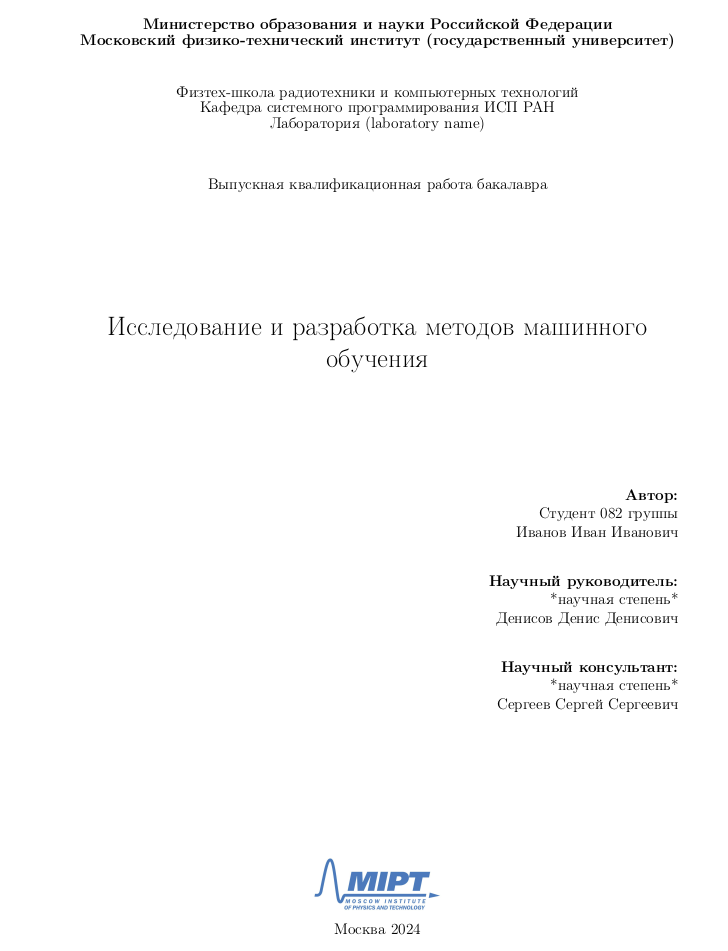 Министерство образования и науки Российской Федерации
Московский физико-технический институт (государственный университет)
Физтех-школа радиотехники и компьютерных технологий
Кафедра системного программирования ИСП РАН
Лаборатория (laboratory name)
Выпускная квалификационная работа бакалавра
Исследование и разработка методов машинного
обучения
Автор:
Студент 082 группы
Иванов Иван Иванович
Научный руководитель:
*научная степень*
Денисов Денис Денисович
Научный консультант:
*научная степень*
Сергеев Сергей Сергеевич
MIPT
MOSCOW INSTITUTE
OF PHYSICS AND TECHNOLOGY
Москва 2024